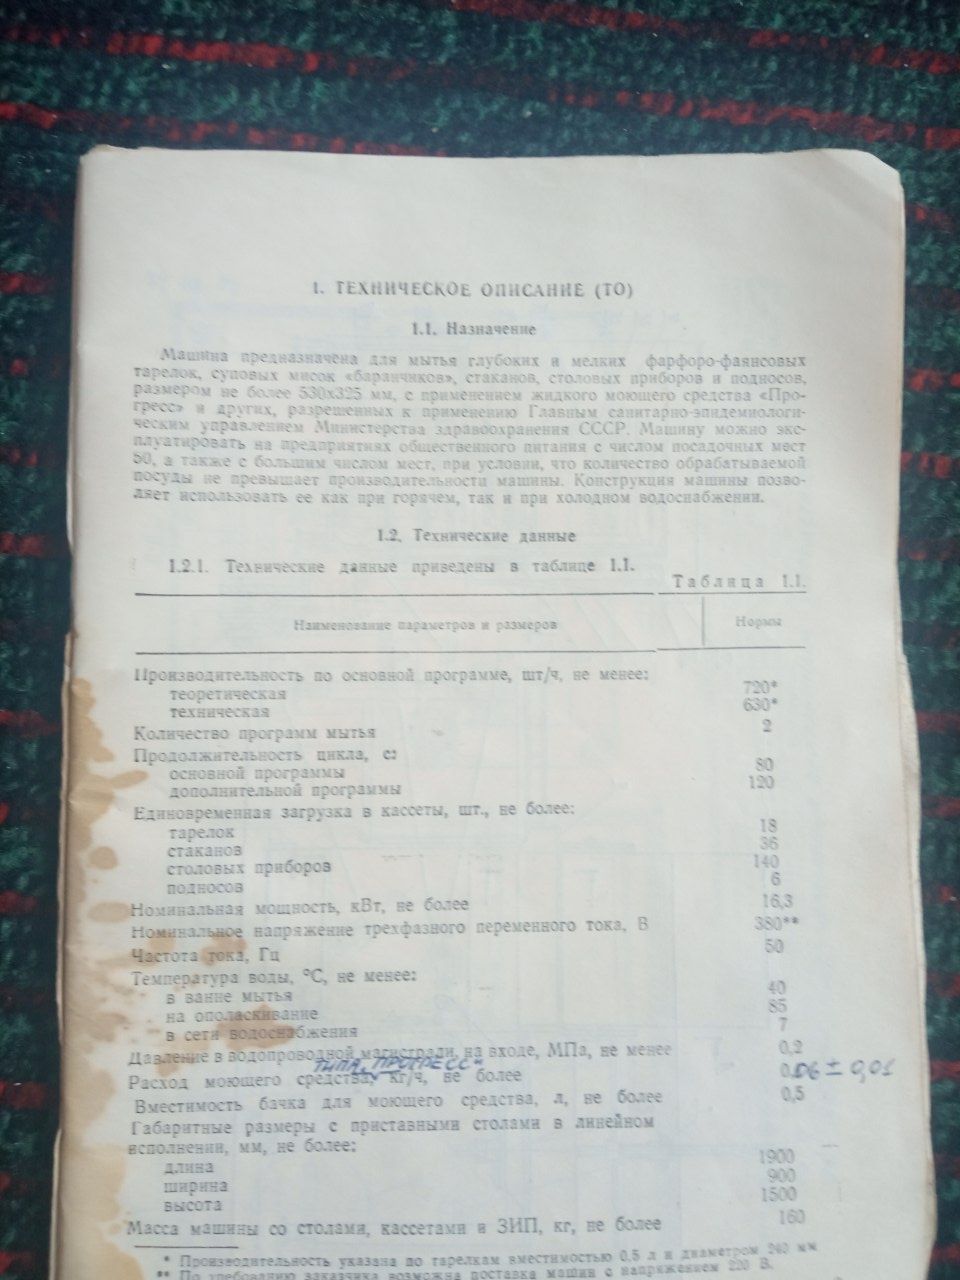 1. ТЕХНИЧЕСКОЕ ОПИСАНИЕ (ТО)
1.1. Назначение
Машина предназначена для мытья глубоких и мелких фарфоро-фаянсовых
тарелок, суповых мисок «баранчиков», стаканов, столовых приборов и подносов,
размером не более 530х325 мм, с применением жидкого моющего средства «Про-
гресс» и других, разрешенных к применению Главным санитарно-эпидемиологи-
ческим управлением Министерства здравоохранения СССР. Машину можно экс-
плуатировать на предприятиях общественного питания с числом посадочных мест
50, а также с большим числом мест, при условии, что количество обрабатываемой
посуды не превышает производительности машины. Конструкция машины позво-
ляет использовать ее как при горячем, так и при холодном водоснабжении.
1.2. Технические данные
1.2.1. Технические данные приведены в таблице 1.1.
Таблица 1.1.
Наименование параметров и размеров Норма
Производительность по основной программе, шт/ч, не менее:
теоретическая 720*
техническая 630*
Количество программ мытья 2
Продолжительность цикла, с:
основной программы 80
дополнительной программы 120
Единовременная загрузка в кассеты, шт., не более:
тарелок 18
стаканов 36
столовых приборов 140
подносов 6
Номинальная мощность, кВт, не более 16,3
Номинальное напряжение трехфазного переменного тока, В 380**
Частота тока, Гц 50
Температура воды, °С, не менее:
в ванне мытья 40
на ополаскивание 85
в сети водоснабжения 7
Давление в водопроводной магистрали, на входе, МПа, не менее 0,2
типа „Прогресс"
Расход моющего средства, кг/ч, не более 0,06 ± 0,01
Вместимость бачка для моющего средства, л, не более 0,5
Габаритные размеры с приставными столами в линейном
исполнении, мм, не более:
длина 1900
ширина 900
высота 1500
Масса машины со столами, кассетами и ЗИП, кг, не более 160
* Производительность указана по тарелкам вместимостью 0,5 л и диаметром 240 мм
** По требованию заказчика возможна поставка машин с напряжением 220 В.